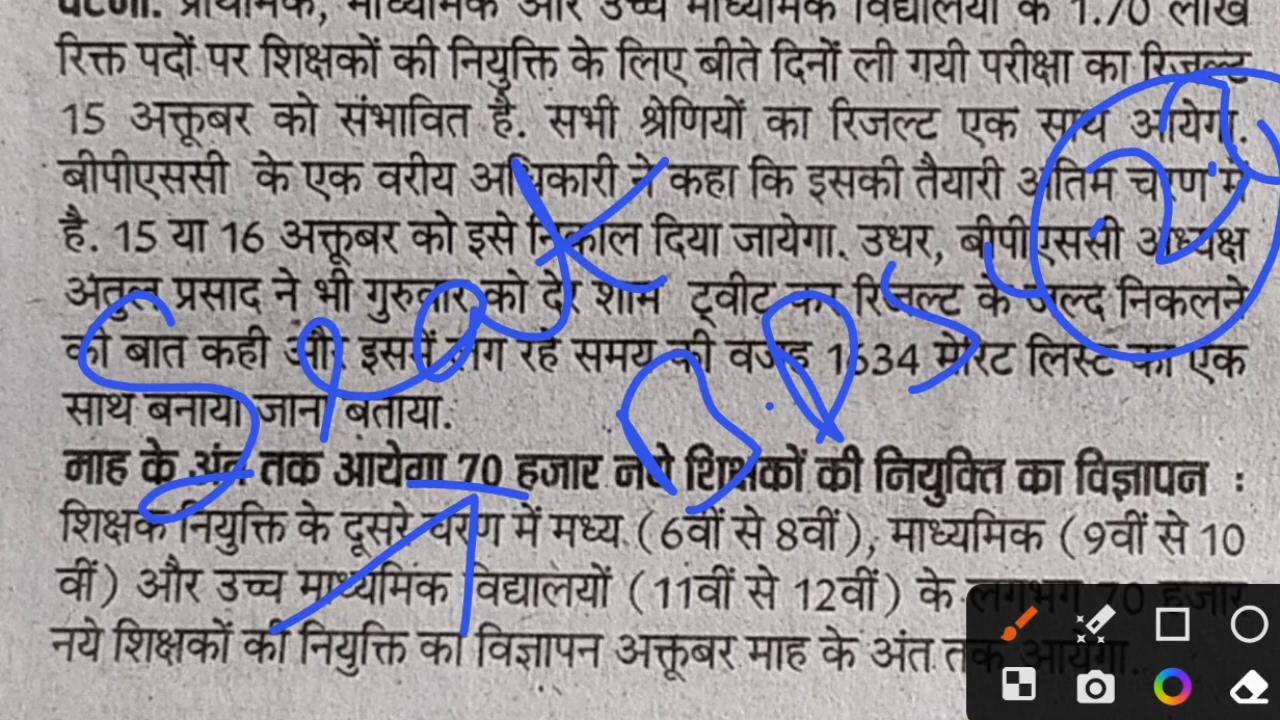 पटना. प्राथमिक, माध्यमिक और उच्च माध्यमिक विद्यालयों के 1.70 लाख
रिक्त पदों पर शिक्षकों की नियुक्ति के लिए बीते दिनों ली गयी परीक्षा का रिजल्ट
15 अक्तूबर को संभावित है. सभी श्रेणियों का रिजल्ट एक साथ आयेगा.
बीपीएससी के एक वरीय अधिकारी ने कहा कि इसकी तैयारी अंतिम चरण में
है. 15 या 16 अक्तूबर को इसे निकाल दिया जायेगा. उधर, बीपीएससी अध्यक्ष
अतुल प्रसाद ने भी गुरुवार को देर शाम ट्वीट कर रिजल्ट के जल्द निकलने
की बात कही और इसमें लग रहे समय की वजह 1634 मेरिट लिस्ट का एक
साथ बनाया जाना बताया.
माह के अंत तक आयेगा 70 हजार नये शिक्षकों की नियुक्ति का विज्ञापन :
शिक्षक नियुक्ति के दूसरे चरण में मध्य (6वीं से 8वीं), माध्यमिक (9वीं से 10
वीं) और उच्च माध्यमिक विद्यालयों (11वीं से 12वीं) के लगभग 70 हजार
नये शिक्षकों की नियुक्ति का विज्ञापन अक्तूबर माह के अंत तक आयेगा.